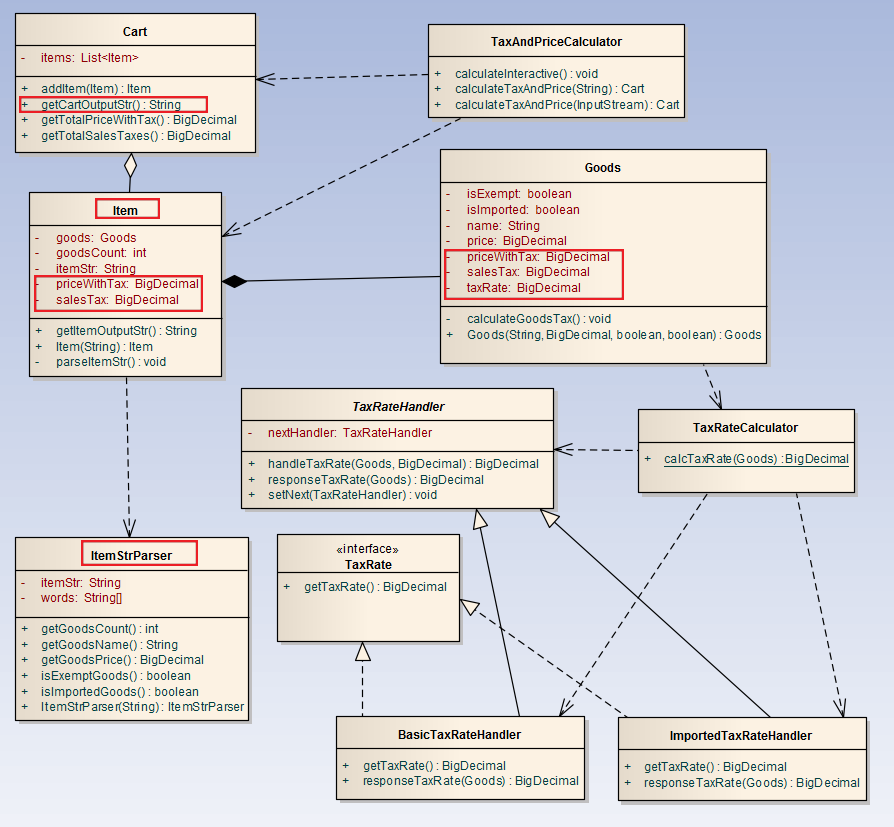 Cart
- items: List<Item>
+ addItem(Item) : Item
+ getCartOutputStr() : String
+ getTotalPriceWithTax() : BigDecimal
+ getTotalSalesTaxes() : BigDecimal
TaxAndPriceCalculator
+ calculateInteractive() : void
+ calculateTaxAndPrice(String) : Cart
+ calculateTaxAndPrice(InputStream) : Cart
Item
- goods: Goods
- goodsCount: int
- itemStr: String
- priceWithTax: BigDecimal
- salesTax: BigDecimal
+ getItemOutputStr() : String
+ Item(String) : Item
- parseItemStr() : void
Goods
- isExempt: boolean
- isImported: boolean
- name: String
- price: BigDecimal
- priceWithTax: BigDecimal
- salesTax: BigDecimal
- taxRate: BigDecimal
- calculateGoodsTax() : void
+ Goods(String, BigDecimal, boolean, boolean) : Goods
TaxRateHandler
- nextHandler: TaxRateHandler
+ handleTaxRate(Goods, BigDecimal) : BigDecimal
+ responseTaxRate(Goods) : BigDecimal
+ setNext(TaxRateHandler) : void
TaxRateCalculator
+ calcTaxRate(Goods) : BigDecimal
ItemStrParser
- itemStr: String
- words: String[]
+ getGoodsCount() : int
+ getGoodsName() : String
+ getGoodsPrice() : BigDecimal
+ isExemptGoods() : boolean
+ isImportedGoods() : boolean
+ ItemStrParser(String) : ItemStrParser
«interface»
TaxRate
+ getTaxRate() : BigDecimal
BasicTaxRateHandler
+ getTaxRate() : BigDecimal
+ responseTaxRate(Goods) : BigDecimal
ImportedTaxRateHandler
+ getTaxRate() : BigDecimal
+ responseTaxRate(Goods) : BigDecimal